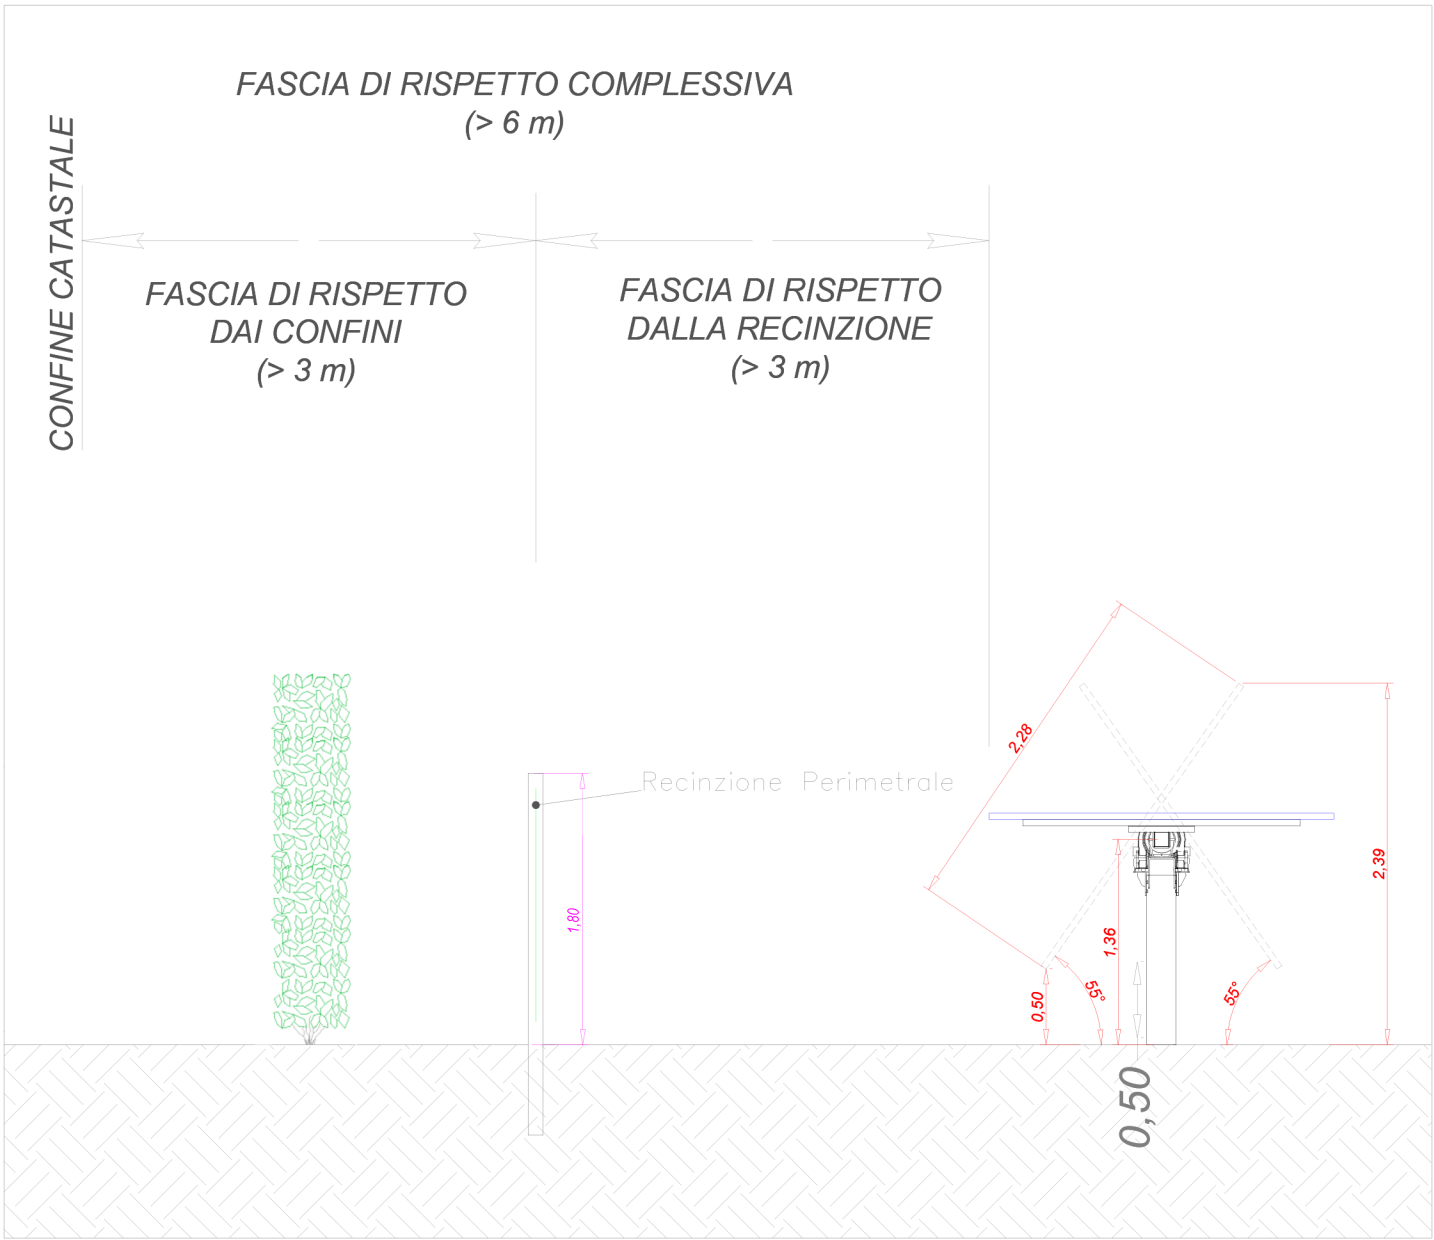 FASCIA DI RISPETTO COMPLESSIVA
(> 6 m)
CONFINE CATASTALE
FASCIA DI RISPETTO
DAI CONFINI
(> 3 m)
FASCIA DI RISPETTO
DALLA RECINZIONE
(> 3 m)
2,28
Recinzione Perimetrale
1,80
2,39
1,36
0,50
55°
55°
0,50